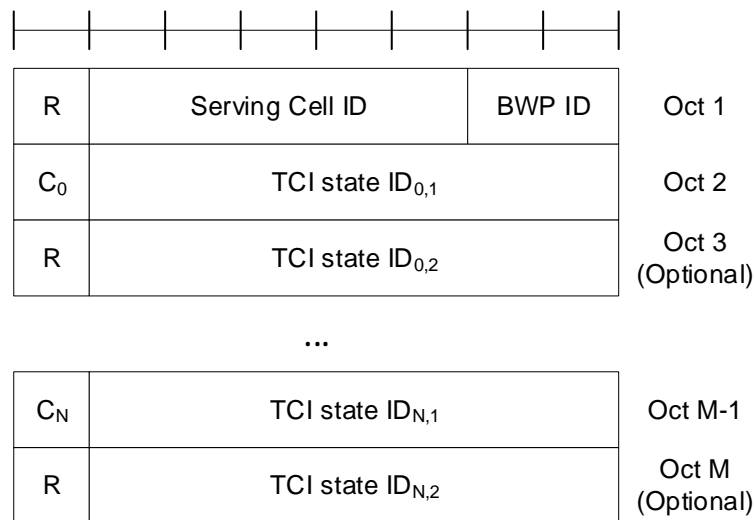 R Serving Cell ID BWP ID Oct 1
C0 TCI state ID0,1 Oct 2
R TCI state ID0,2 Oct 3
(Optional)
...
CN TCI state IDN,1 Oct M-1
R TCI state IDN,2 Oct M
(Optional)